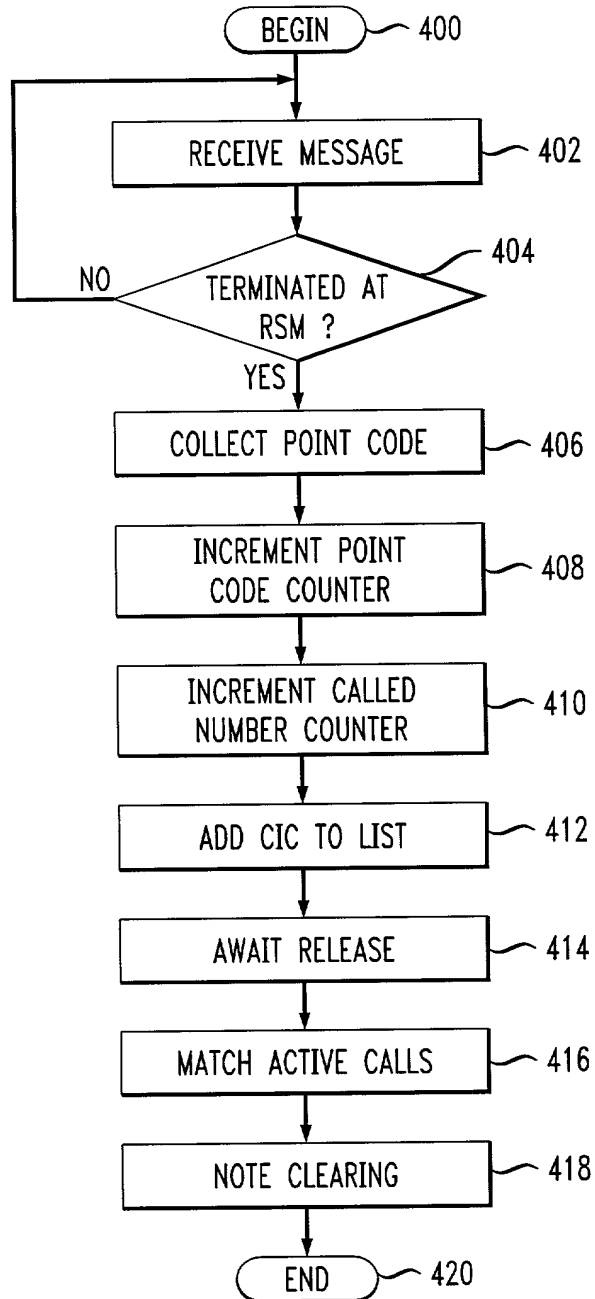 BEGIN 400
RECEIVE MESSAGE 402
404
NO
TERMINATED AT
RSM ?
YES
COLLECT POINT CODE 406
INCREMENT POINT
CODE COUNTER 408
INCREMENT CALLED
NUMBER COUNTER 410
ADD CIC TO LIST 412
AWAIT RELEASE 414
MATCH ACTIVE CALLS 416
NOTE CLEARING 418
END 420